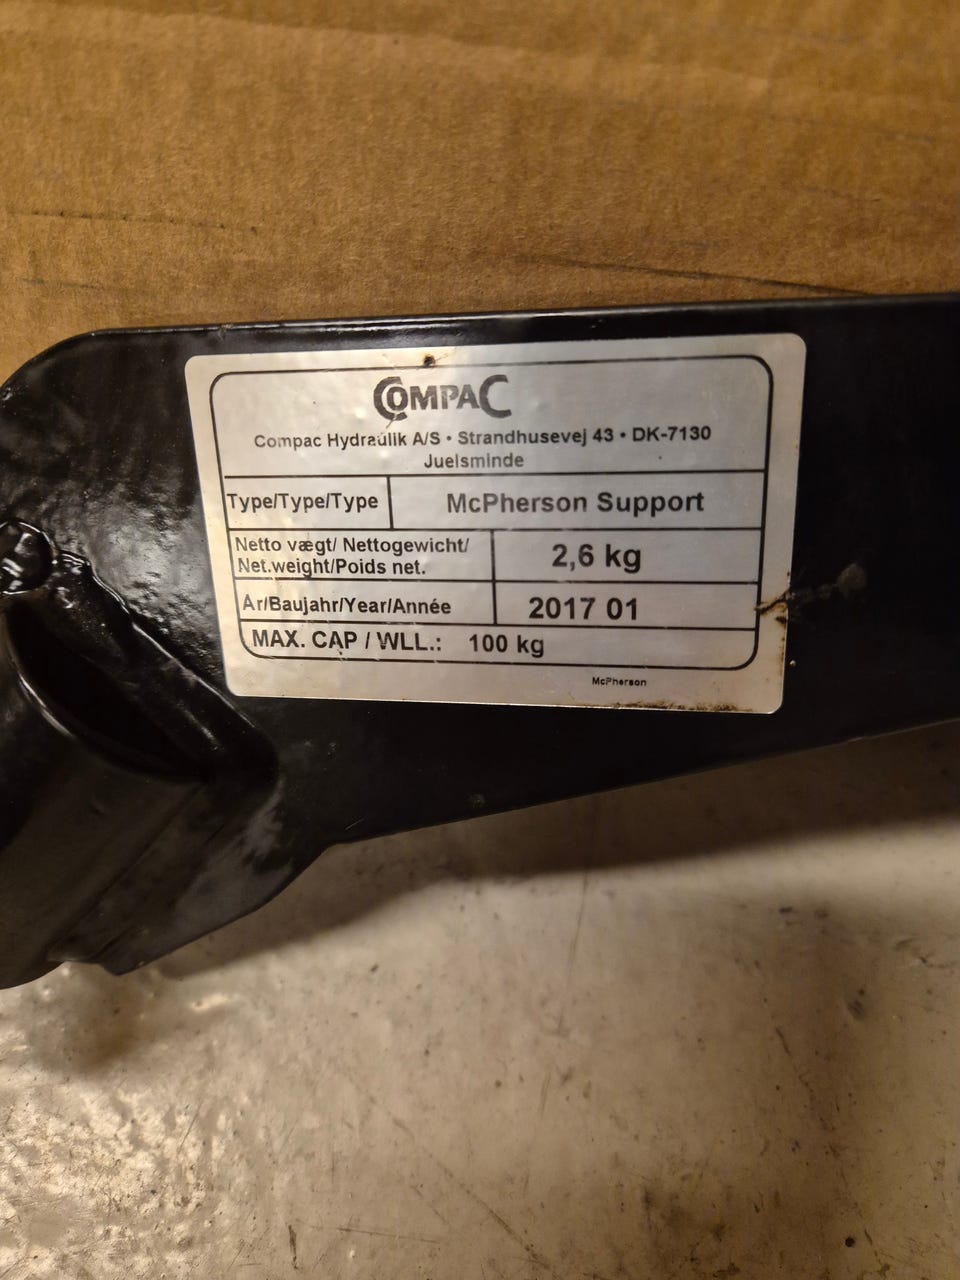 COMPAC
Compac Hydraulik A/S • Strandhusevej 43 • DK-7130
Juelsminde
Type/Type/Type McPherson Support
Netto vægt/ Nettogewicht/
Net.weight/Poids net. 2,6 kg
Ar/Baujahr/Year/Année 2017 01
MAX. CAP / WLL.: 100 kg
McPherson